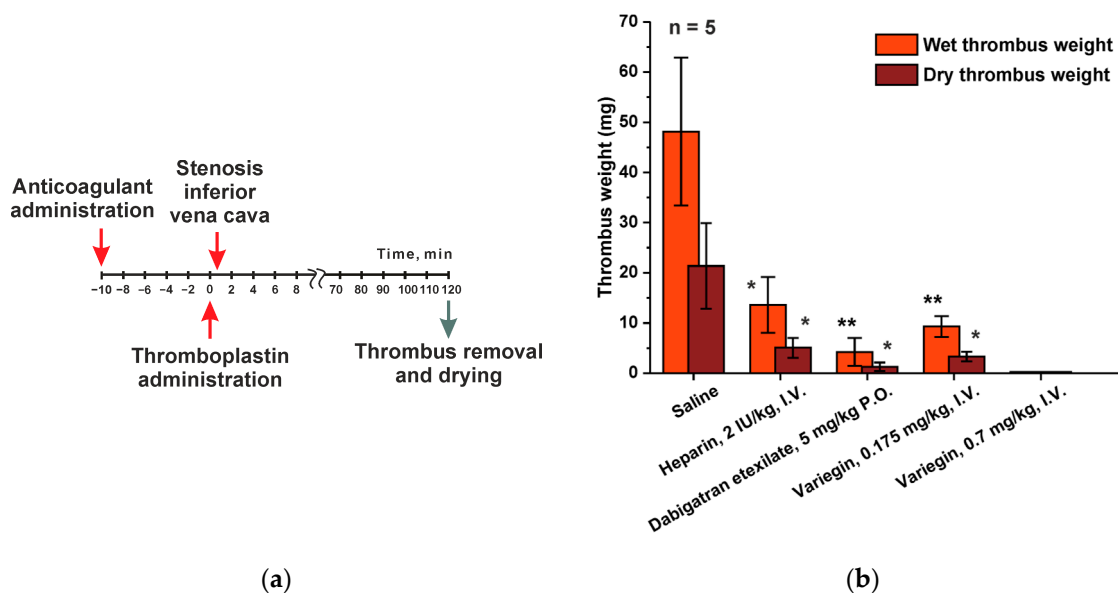 Anticoagulant
administration
Stenosis
inferior
vena cava
Time, min
−10 −8 −6 −4 −2 0 2 4 6 8 70 80 90 100 110 120
Thromboplastin
administration
Thrombus removal
and drying
(a)
n = 5
Wet thrombus weight
Dry thrombus weight
Thrombus weight (mg)
70
60
50
40
30
20
10
0
*
*
**
*
**
*
Saline
Heparin, 2 IU/kg, I.V.
Dabigatran etexilate, 5 mg/kg P.O.
Variegin, 0.175 mg/kg, I.V.
Variegin, 0.7 mg/kg, I.V.
(b)